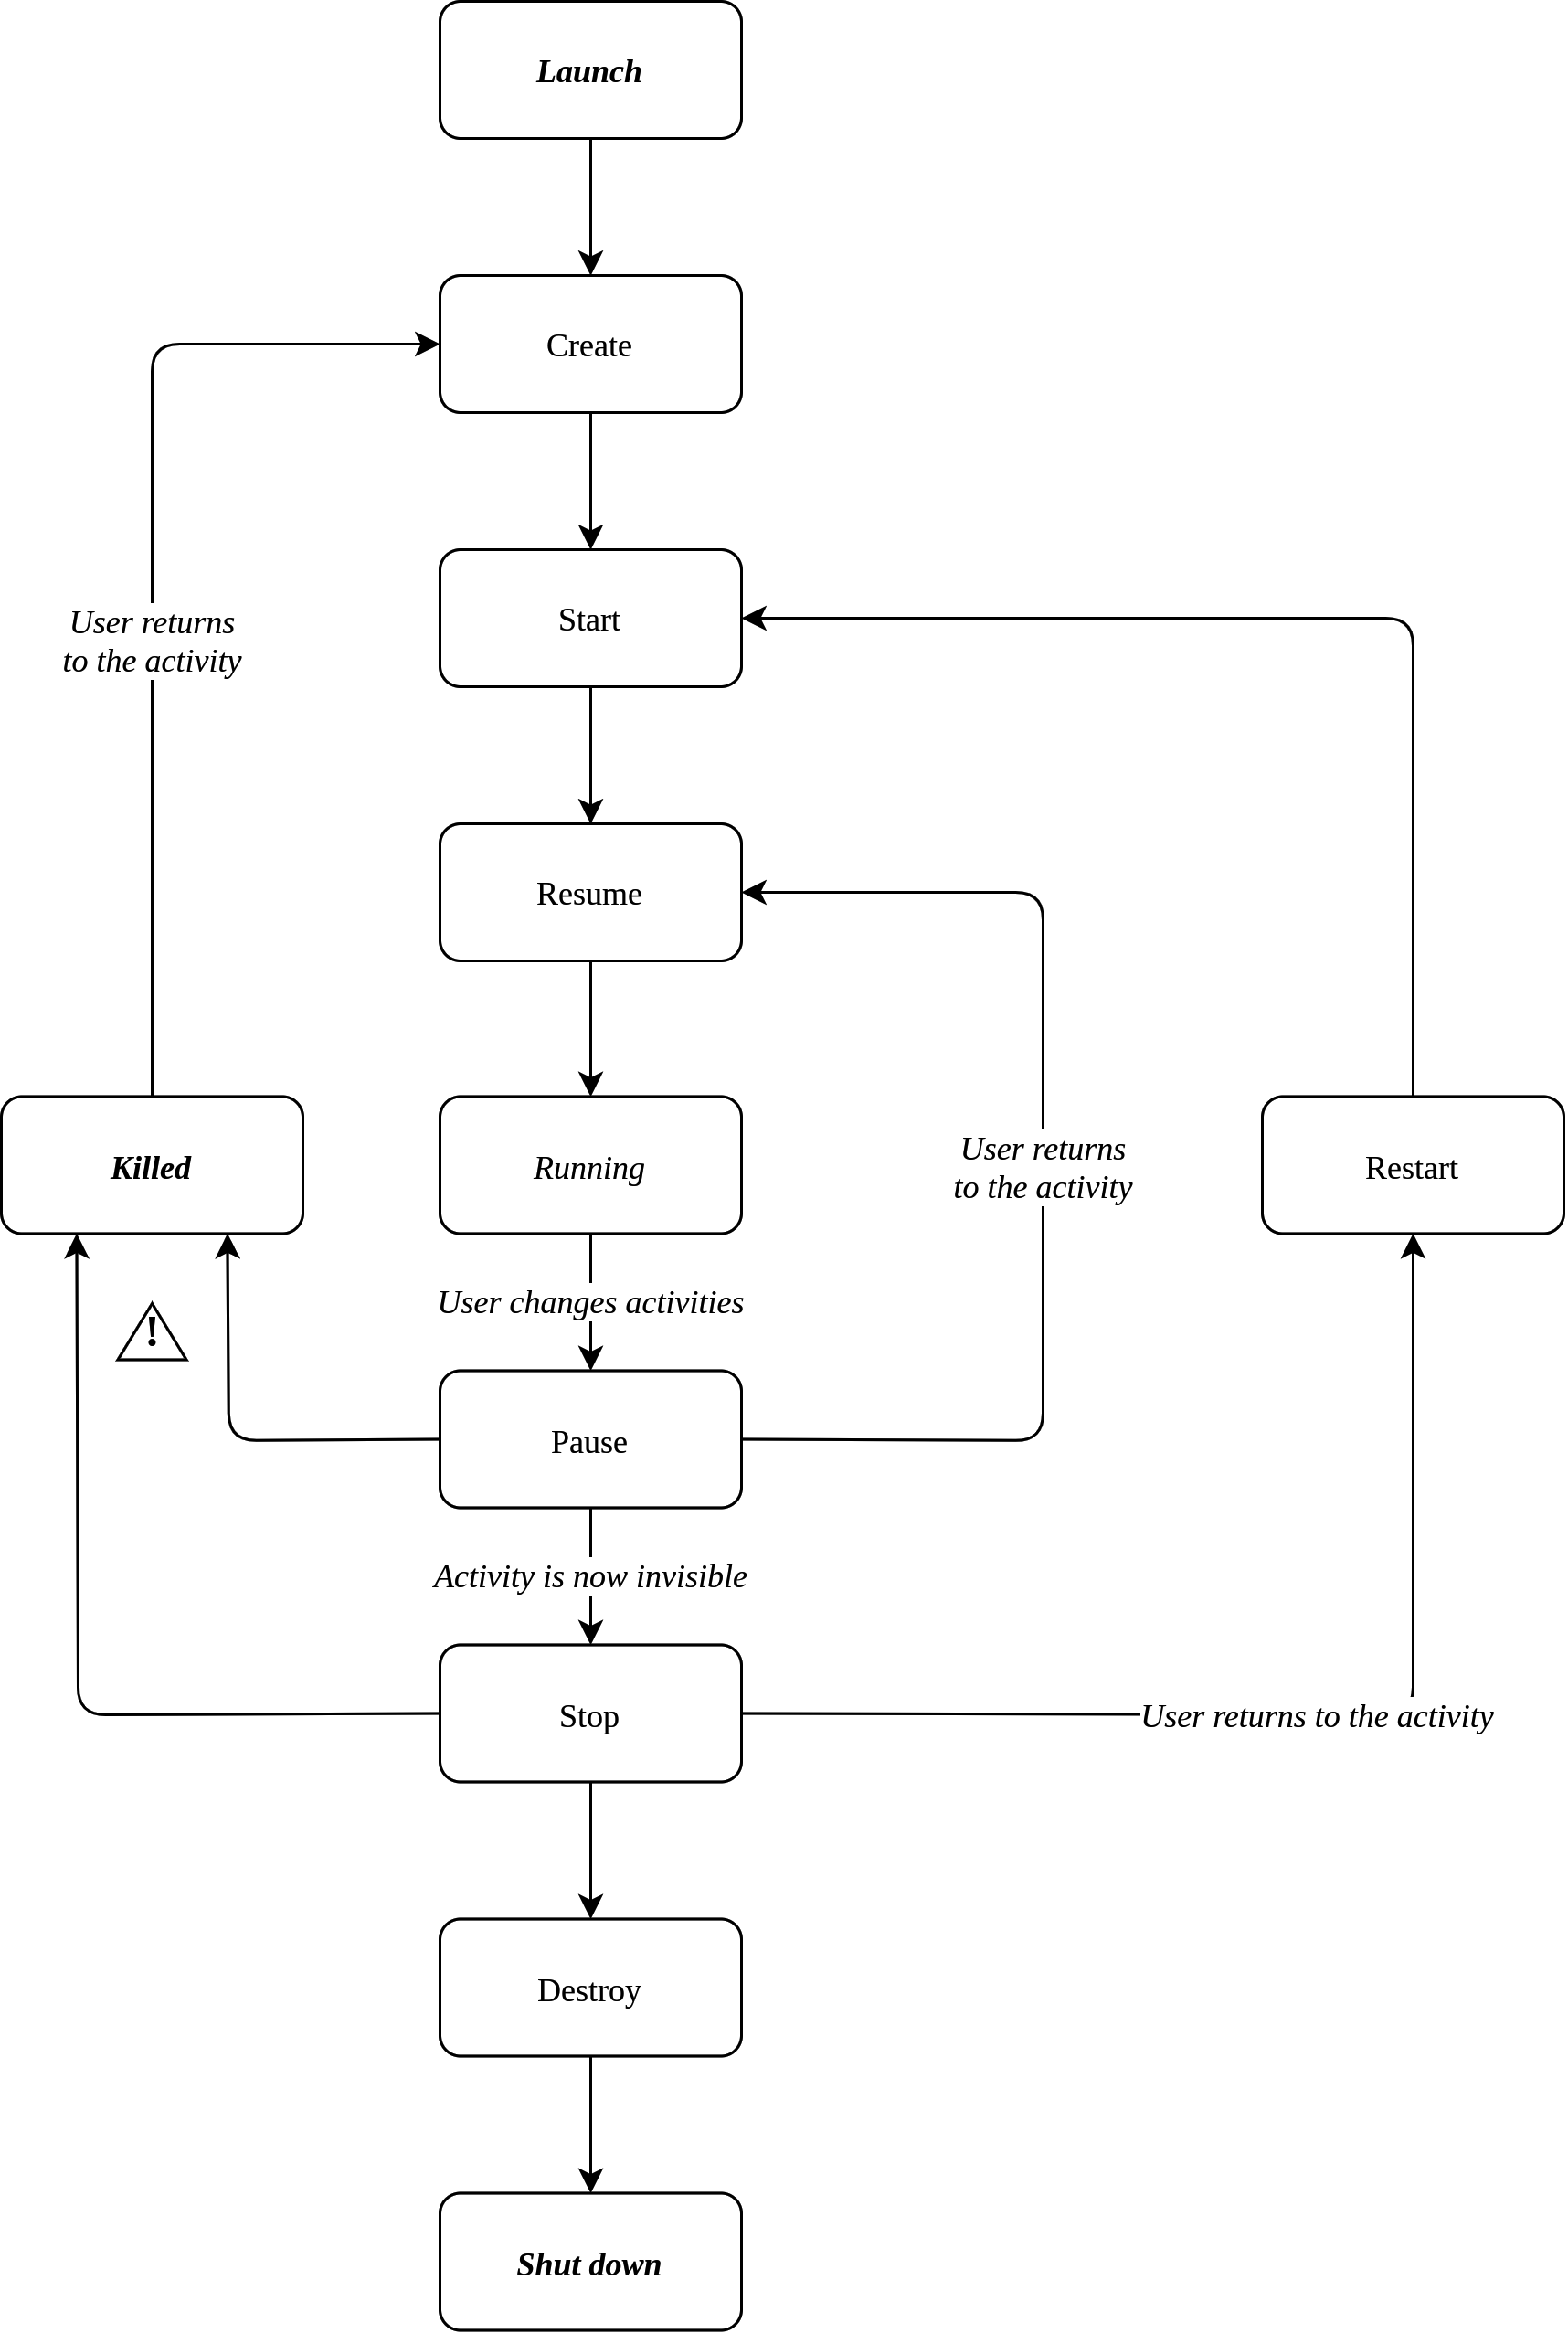 Launch
Create
User returns
to the activity
Start
Resume
Killed
Running
User returns
to the activity
Restart
User changes activities
!
Pause
Activity is now invisible
Stop
User returns to the activity
Destroy
Shut down